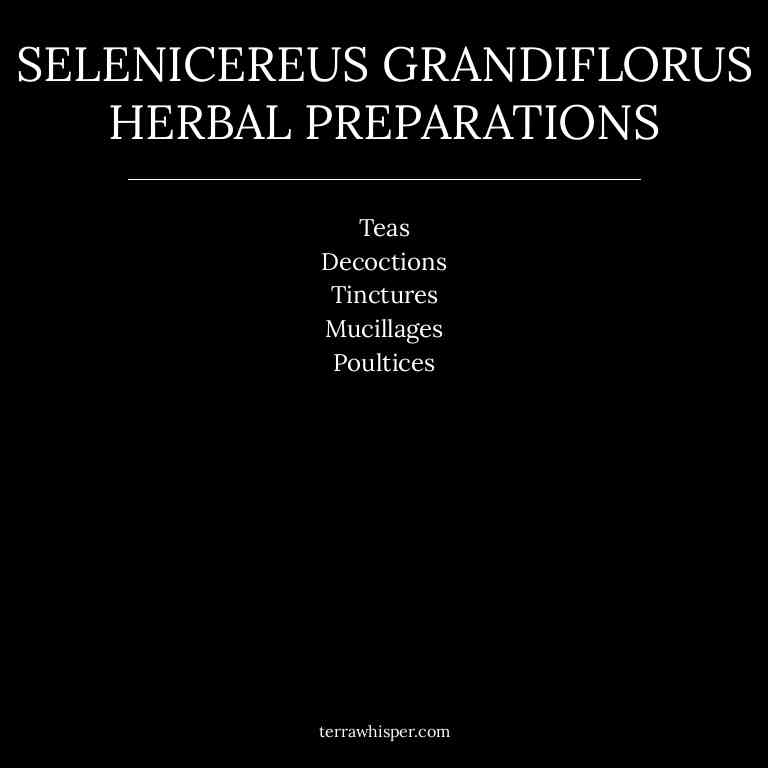 SELENICEREUS GRANDIFLORUS
HERBAL PREPARATIONS
Teas
Decoctions
Tinctures
Mucillages
Poultices
terrawhisper.com